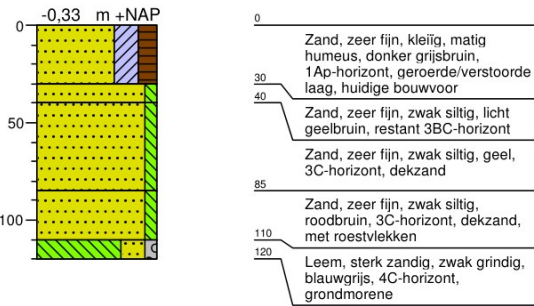 -0,33 m +NAP
0
50
100
0
Zand, zeer fijn, kleiïg, matig
humeus, donker grijsbruin,
1Ap-horizont, geroerde/verstoorde
laag, huidige bouwvoor
30
40
Zand, zeer fijn, zwak siltig, licht
geelbruin, restant 3BC-horizont
Zand, zeer fijn, zwak siltig, geel,
3C-horizont, dekzand
85
Zand, zeer fijn, zwak siltig,
roodbruin, 3C-horizont, dekzand,
met roestvlekken
110
120
Leem, sterk zandig, zwak grindig,
blauwgrijs, 4C-horizont,
grondmorene